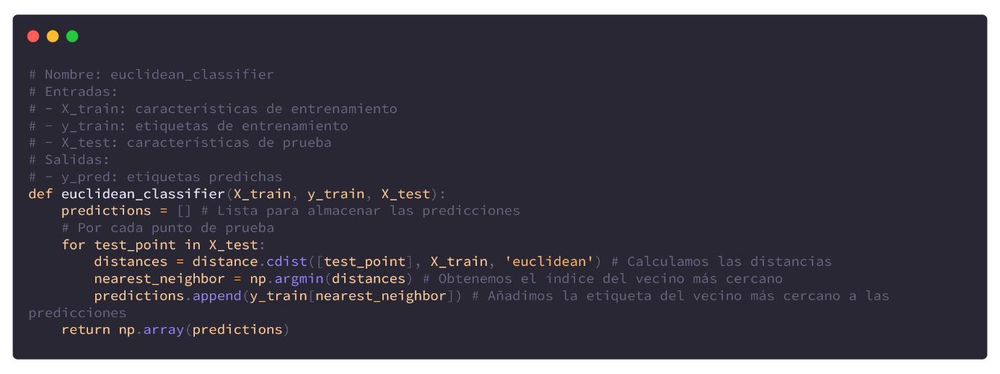 # Nombre: euclidean_classifier
# Entradas:
# - X_train: características de entrenamiento
# - y_train: etiquetas de entrenamiento
# - X_test: características de prueba
# Salidas:
# - y_pred: etiquetas predichas
def euclidean_classifier(X_train, y_train, X_test):
    predictions = [] # Lista para almacenar las predicciones
    # Por cada punto de prueba
    for test_point in X_test:
        distances = distance.cdist([test_point], X_train, 'euclidean') # Calculamos las distancias
        nearest_neighbor = np.argmin(distances) # Obtenemos el índice del vecino más cercano
        predictions.append(y_train[nearest_neighbor]) # Añadimos la etiqueta del vecino más cercano a las
predicciones
    return np.array(predictions)